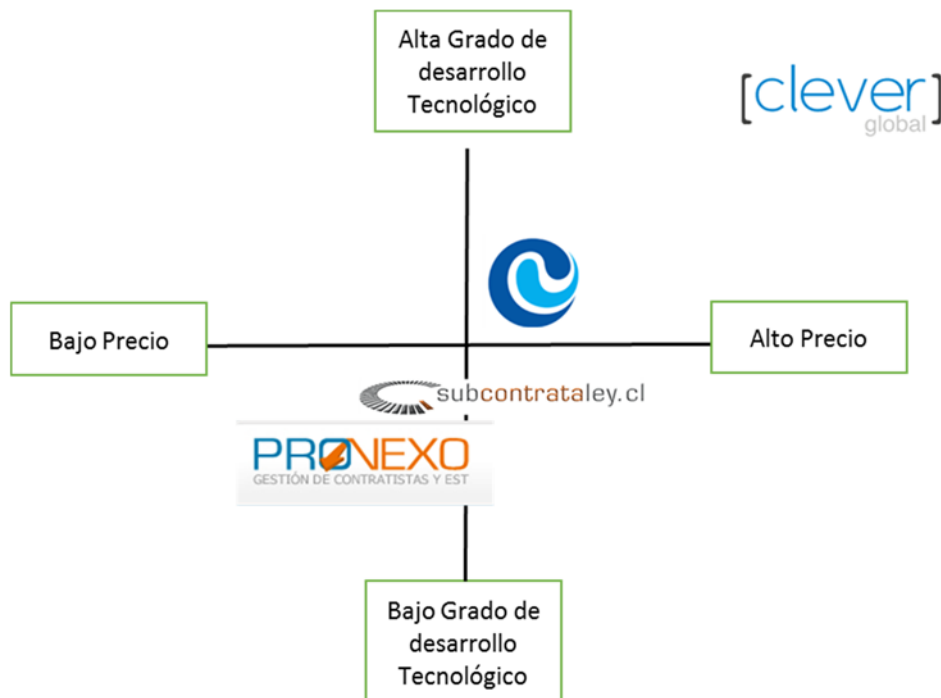 Alta Grado de
desarrollo
Tecnológico
[clever]
global
Bajo Precio
Alto Precio
subcontrataley.cl
PRONEXO
GESTIÓN DE CONTRATISTAS Y EST
Bajo Grado de
desarrollo
Tecnológico